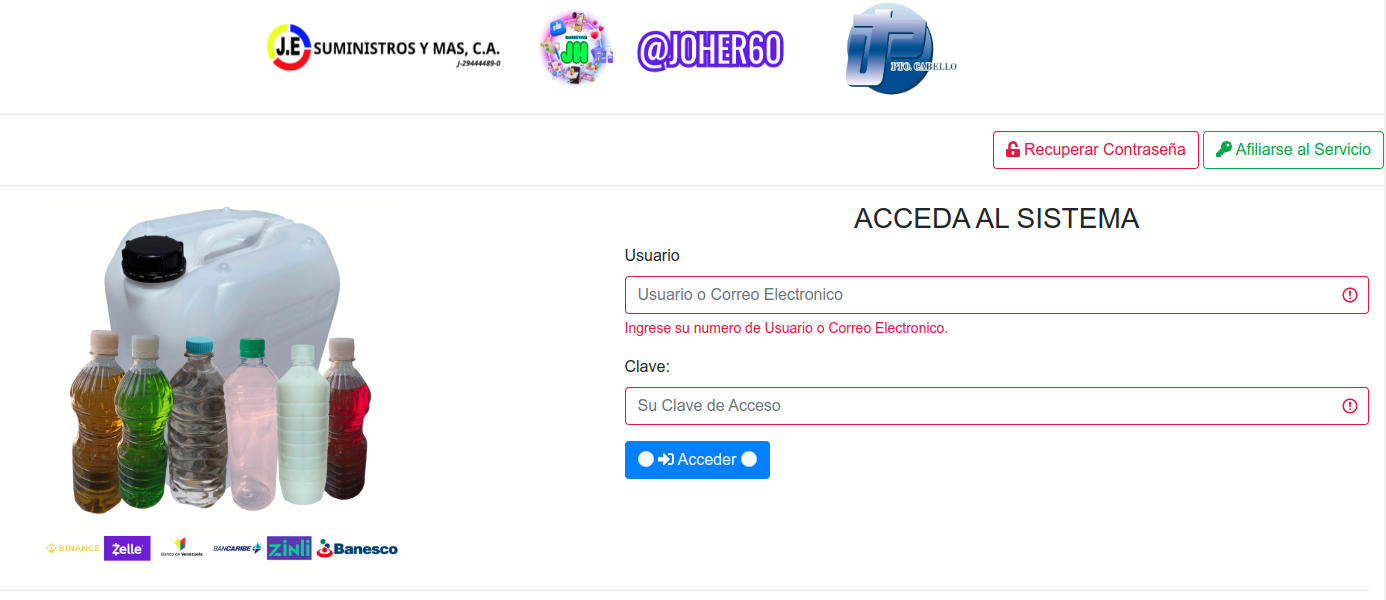 J.E SUMINISTROS Y MAS, C.A.
J-29444489-0
MARKETING
JH
@JOHER60
TP
PTO. CABELLO
Recuperar Contraseña
Afiliarse al Servicio
ACCEDA AL SISTEMA
Usuario
Usuario o Correo Electronico
Ingrese su numero de Usuario o Correo Electronico.
Clave:
Su Clave de Acceso
Acceder
BINANCE
Zelle
Banco de Venezuela
BANCARIBE
ZINLI
Banesco